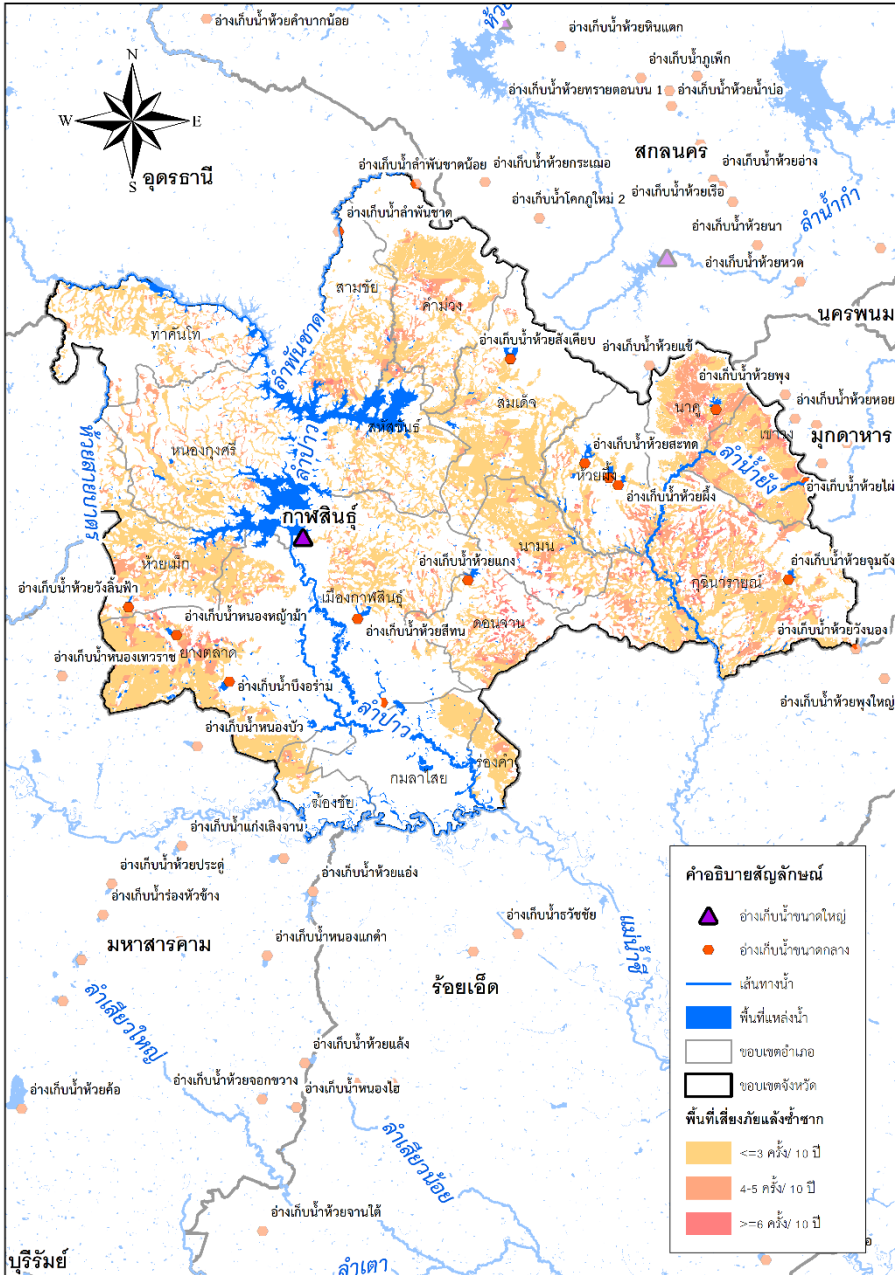 อ่างเก็บน้ำห้วยคำบากน้อย
อ่างเก็บน้ำห้วยหินแตก
อ่างเก็บน้ำภูเพ็ก
อ่างเก็บน้ำห้วยทรายตอนบน 1
อ่างเก็บน้ำห้วยน้ำบ่อ
N
W
E
S
อุดรธานี
สกลนคร
อ่างเก็บน้ำลำพันชาดน้อย
อ่างเก็บน้ำห้วยกระเฌอ
อ่างเก็บน้ำห้วยอ่าง
อ่างเก็บน้ำห้วยเรือ
ลำน้ำก่ำ
อ่างเก็บน้ำโคกภูใหม่ 2
อ่างเก็บน้ำลำพันชาด
อ่างเก็บน้ำห้วยนา
อ่างเก็บน้ำห้วยหวด
สามชัย
คำม่วง
นครพนม
ท่าคันโท
ลำพันชาด
อ่างเก็บน้ำห้วยสังเคียบ
อ่างเก็บน้ำห้วยแข้
อ่างเก็บน้ำห้วยพุง
อ่างเก็บน้ำห้วยหอย
นาคู
สมเด็จ
เขาวง
มุกดาหาร
สหัสขันธ์
ห้วยสายบาตร
หนองกุงศรี
ลำปาว
อ่างเก็บน้ำห้วยสะทด
ห้วยผึ้ง
ลำน้ำยัง
อ่างเก็บน้ำห้วยไผ่
อ่างเก็บน้ำห้วยผึ้ง
กาฬสินธุ์
นามน
ห้วยเม็ก
อ่างเก็บน้ำห้วยแกง
กุฉินารายณ์
อ่างเก็บน้ำห้วยจุมจัง
อ่างเก็บน้ำห้วยวังลิ้นฟ้า
เมืองกาฬสินธุ์
อ่างเก็บน้ำหนองหญ้าม้า
อ่างเก็บน้ำห้วยสีทน
ดอนจาน
อ่างเก็บน้ำห้วยวังนอง
ยางตลาด
อ่างเก็บน้ำหนองเทวราช
อ่างเก็บน้ำห้วยพุงใหญ่
อ่างเก็บน้ำบึงอร่าม
ลำปาว
อ่างเก็บน้ำหนองบัว
ร่องคำ
กมลาไสย
ฆ้องชัย
อ่างเก็บน้ำแก่งเลิงจาน
อ่างเก็บน้ำห้วยประดู่
อ่างเก็บน้ำห้วยแอ่ง
อ่างเก็บน้ำร่องหัวช้าง
อ่างเก็บน้ำธวัชชัย
แม่น้ำชี
มหาสารคาม
อ่างเก็บน้ำหนองแกดำ
ร้อยเอ็ด
ลำเสียวใหญ่
อ่างเก็บน้ำห้วยแล้ง
อ่างเก็บน้ำห้วยค้อ
อ่างเก็บน้ำห้วยจอกขวาง
อ่างเก็บน้ำหนองไฮ
ลำเสียวน้อย
อ่างเก็บน้ำห้วยจานใต้
บุรีรัมย์
ลำเตา
คำอธิบายสัญลักษณ์
อ่างเก็บน้ำขนาดใหญ่
อ่างเก็บน้ำขนาดกลาง
เส้นทางน้ำ
พื้นที่แหล่งน้ำ
ขอบเขตอำเภอ
ขอบเขตจังหวัด
พื้นที่เสี่ยงภัยแล้งซ้ำซาก
<=3 ครั้ง/ 10 ปี
4-5 ครั้ง/ 10 ปี
>=6 ครั้ง/ 10 ปี